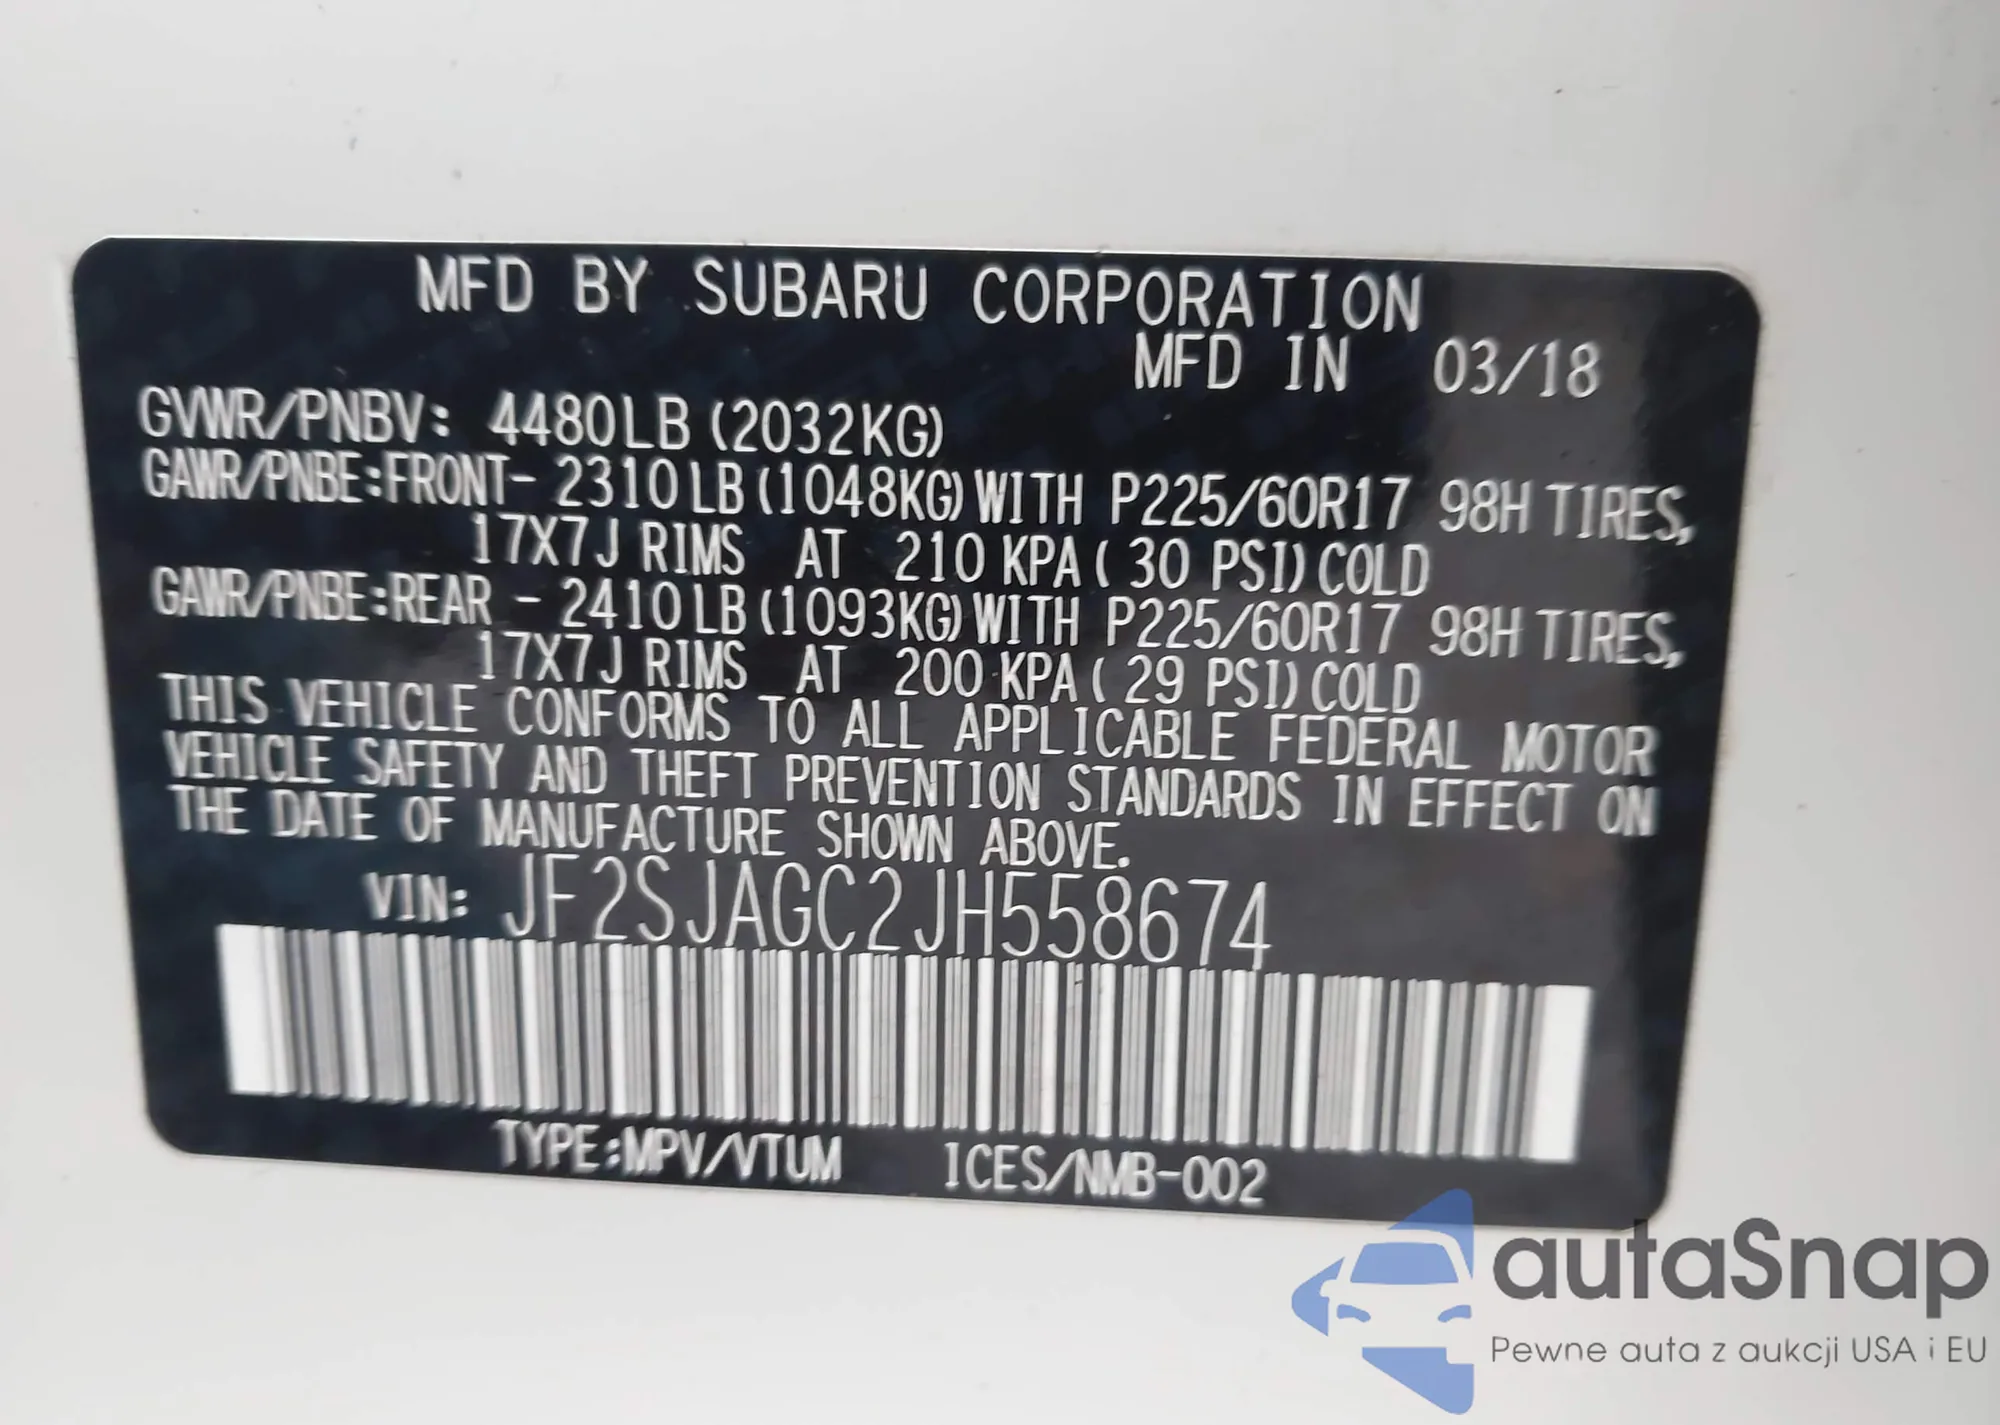 MFD BY SUBARU CORPORATION
MFD IN 03/18
GVWR/PNBV: 4480LB (2032KG)
GAWR/PNBE:FRONT- 2310LB(1048KG)WITH P225/60R17 98H TIRES,
17X7J RIMS AT 210 KPA( 30 PSI)COLD
GAWR/PNBE:REAR - 2410LB(1093KG)WITH P225/60R17 98H TIRES,
17X7J RIMS AT 200 KPA( 29 PSI)COLD
THIS VEHICLE CONFORMS TO ALL APPLICABLE FEDERAL MOTOR
VEHICLE SAFETY AND THEFT PREVENTION STANDARDS IN EFFECT ON
THE DATE OF MANUFACTURE SHOWN ABOVE.
VIN: JF2SJAGC2JH558674
TYPE:MPV/VTUM ICES/NMB-002
autaSnap
Pewne auta z aukcji USA i EU